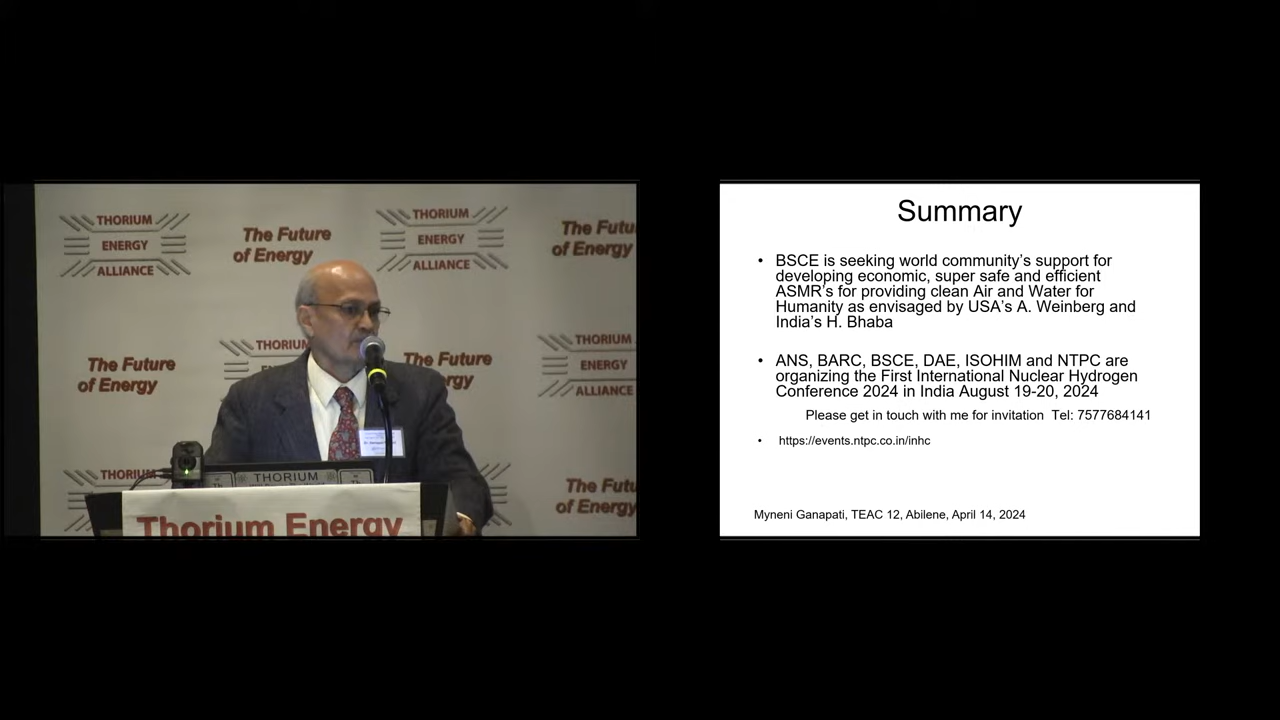 THORIUM
ENERGY
ALLIANCE
The Future
of Energy
THORIUM
ENERGY
ALLIANCE
The Futu
of Energy
The Future
of Energy
THORIUM
The Future
THORIUM
ENERGY
ALLIANCE
THORIUM
The Future
of Energy
THORIUM
Thorium Energy
Summary
• BSCE is seeking world community’s support for
developing economic, super safe and efficient
ASMR’s for providing clean Air and Water for
Humanity as envisaged by USA’s A. Weinberg and
India’s H. Bhaba
• ANS, BARC, BSCE, DAE, ISOHIM and NTPC are
organizing the First International Nuclear Hydrogen
Conference 2024 in India August 19-20, 2024
Please get in touch with me for invitation Tel: 7577684141
• https://events.ntpc.co.in/inhc
Myneni Ganapati, TEAC 12, Abilene, April 14, 2024